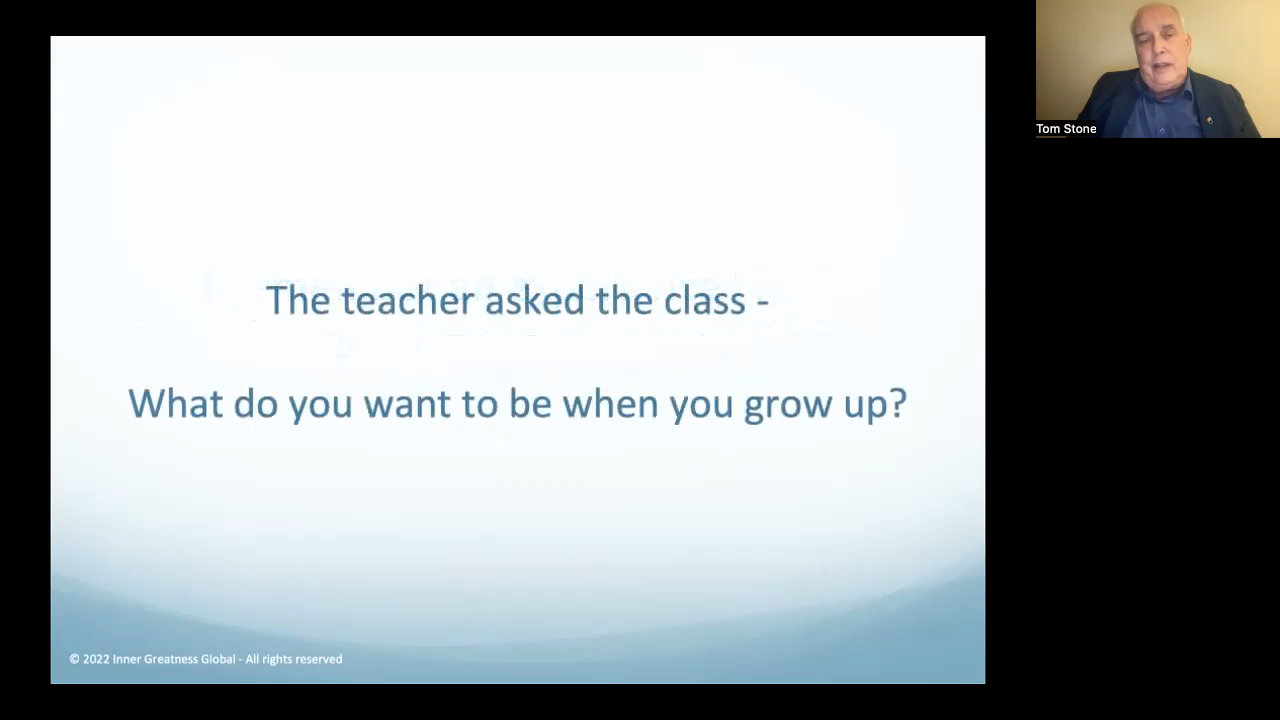 The teacher asked the class -
What do you want to be when you grow up?
© 2022 Inner Greatness Global - All rights reserved
Tom Stone